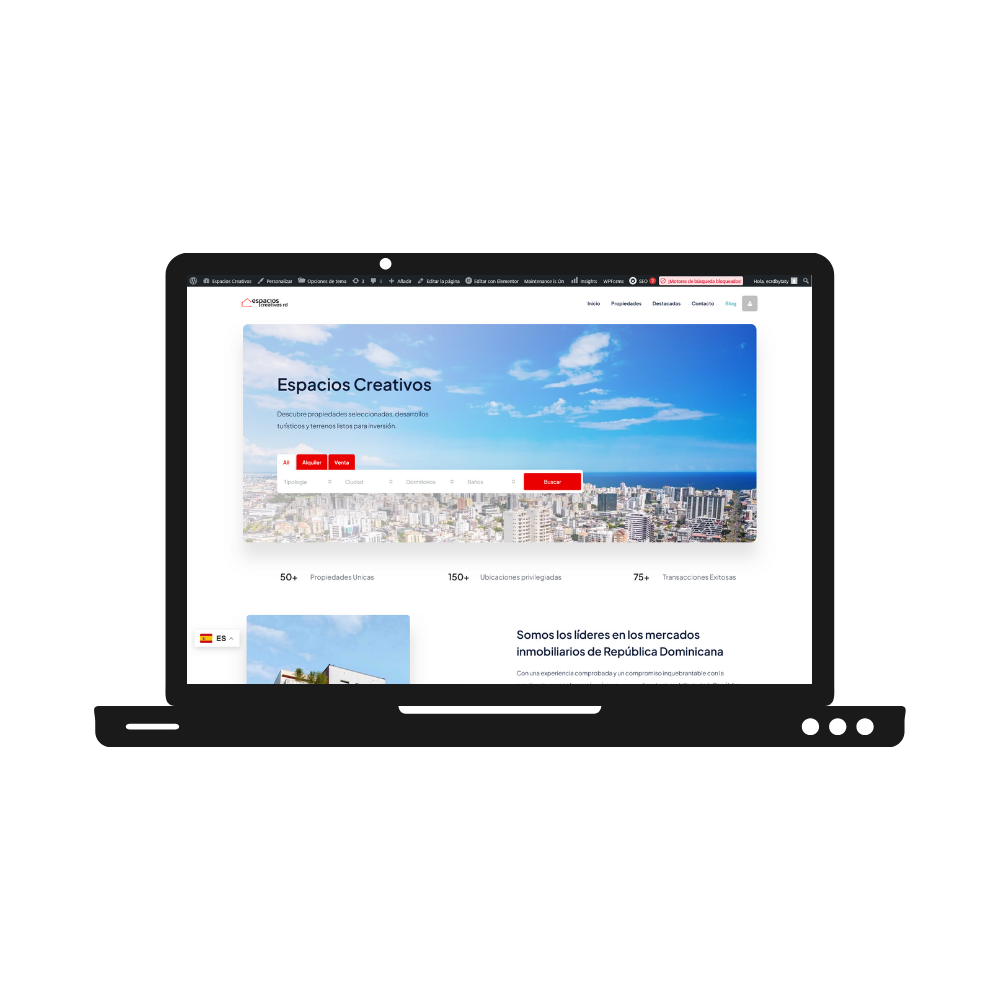 Espacios Creativos Personalizar Opciones de tema 3 1 Añadir Editar la página Editar con Elementor Maintenance is On Insights WPForms SEO ¡Motores de búsqueda bloqueados! Hola, ecrdbytaty
espacios
creativos rd
Inicio Propiedades Destacados Contacto Blog
Espacios Creativos
Descubre propiedades seleccionadas, desarrollos
turísticos y terrenos listos para inversión.
All Alquiler Venta
Tipologíe Ciudad Dormitorios Baños Buscar
50+ Propiedades Unicas 150+ Ubicaciones privilegiadas 75+ Transacciones Exitosas
ES
Somos los líderes en los mercados
inmobiliarios de República Dominicana
Con una experiencia comprobada y un compromiso inquebrantable con la